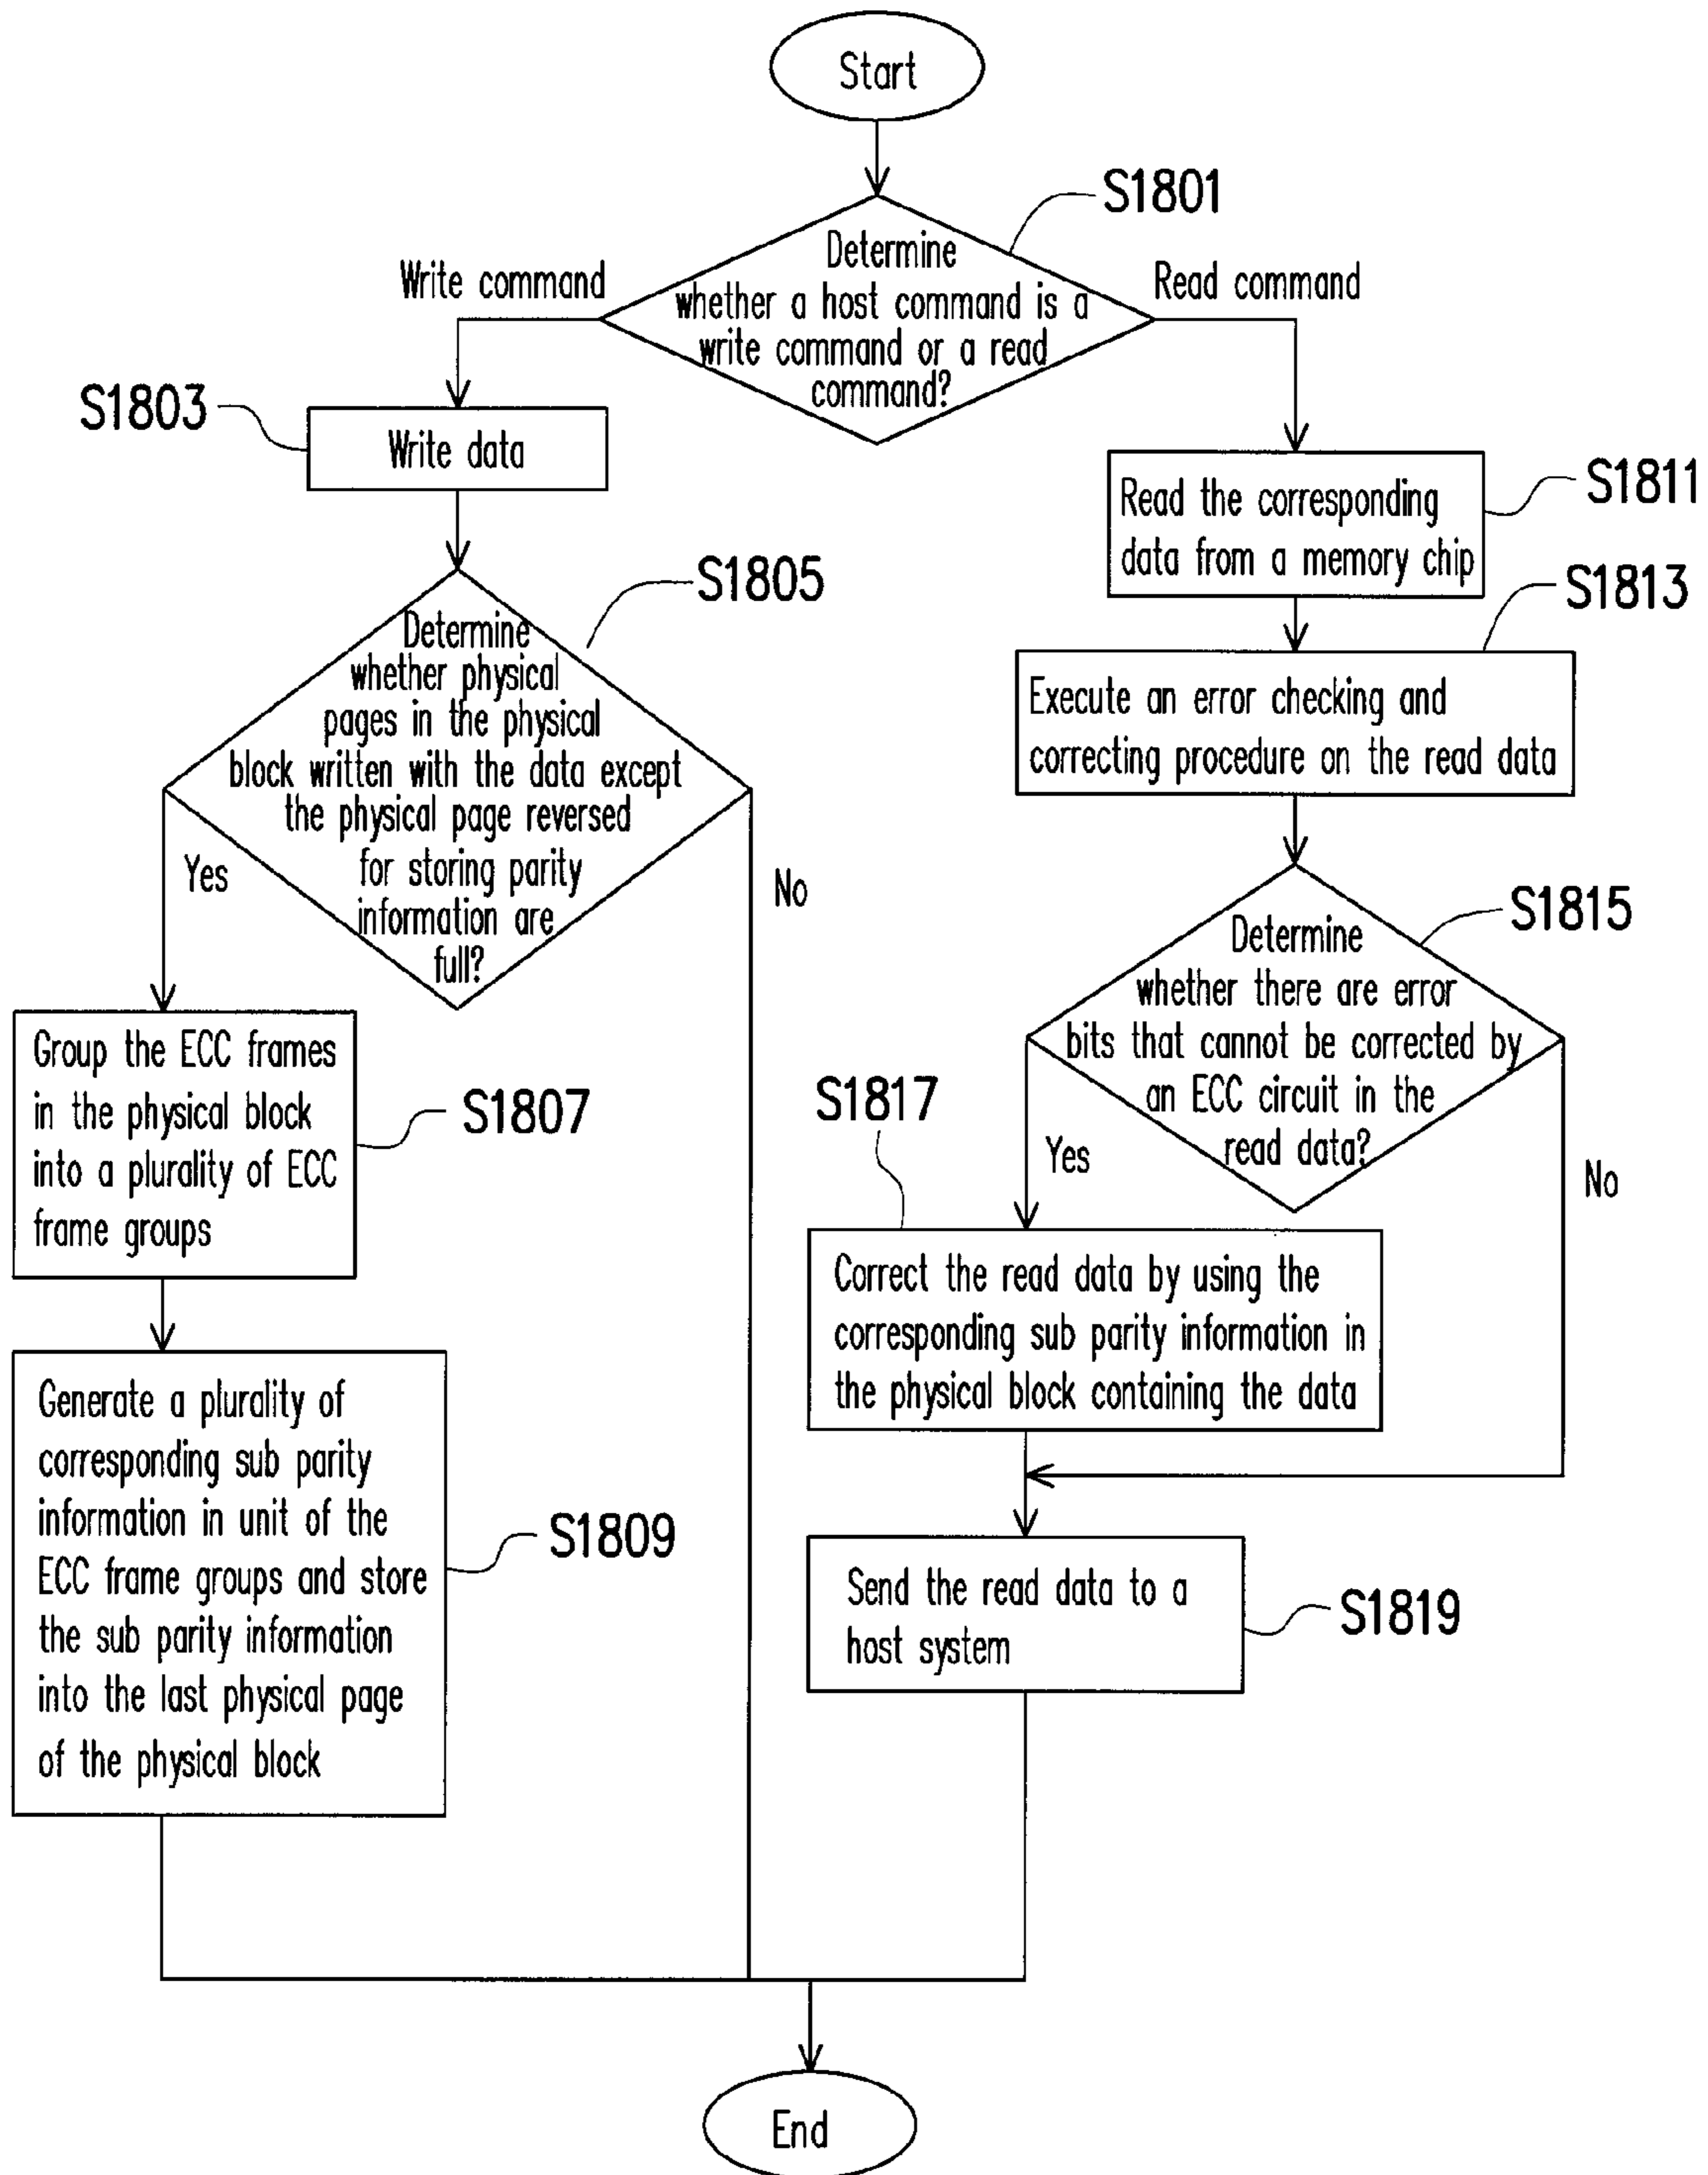 Start
S1801
Determine
whether a host command is a
write command or a read
command?
Write command
Read command
S1803
Write data
S1805
Determine
whether physical
pages in the physical
block written with the data except
the physical page reversed
for storing parity
information are
full?
Yes
No
Group the ECC frames
in the physical block
into a plurality of ECC
frame groups
S1807
Generate a plurality of
corresponding sub parity
information in unit of the
ECC frame groups and store
the sub parity information
into the last physical page
of the physical block
S1809
Read the corresponding
data from a memory chip
S1811
S1813
Execute an error checking and
correcting procedure on the read data
S1815
Determine
whether there are error
bits that cannot be corrected by
an ECC circuit in the
read data?
Yes
No
S1817
Correct the read data by using the
corresponding sub parity information in
the physical block containing the data
Send the read data to a
host system
S1819
End